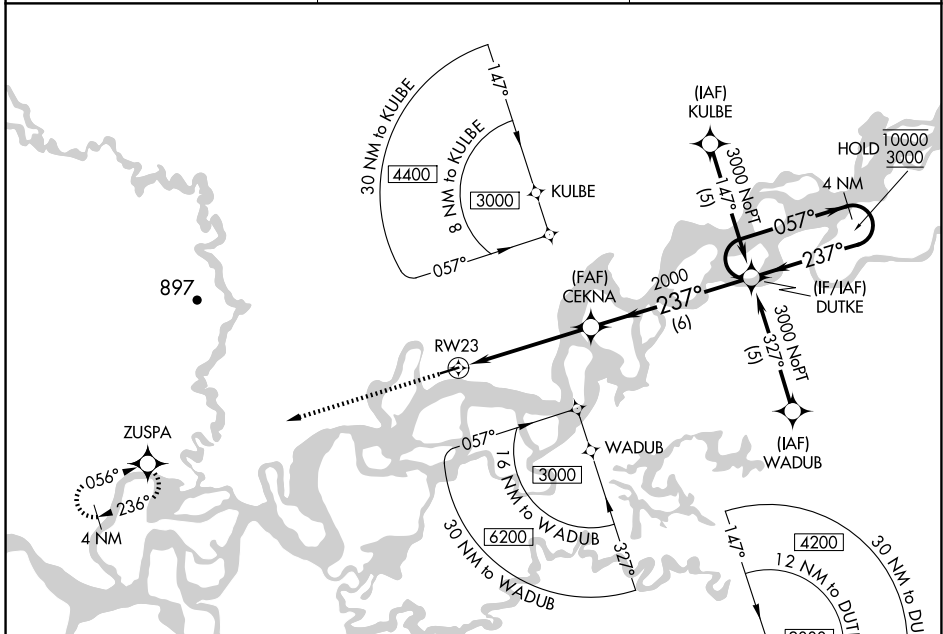 (IAF)
KULBE
HOLD 10000
3000
4 NM
147°
30 NM to KULBE
4400
8 NM to KULBE
3000
KULBE
057°
3000 NoPT
147°
(5)
057°
237°
(IF/IAF)
DUTKE
(FAF)
CEKNA
2000
237°
(6)
897
RW23
3000 NoPT
327°
(5)
(IAF)
WADUB
ZUSPA
056°
236°
4 NM
057°
WADUB
3000
16 NM to WADUB
6200
30 NM to WADUB
327°
147°
4200
12 NM to DUT
30 NM to DU